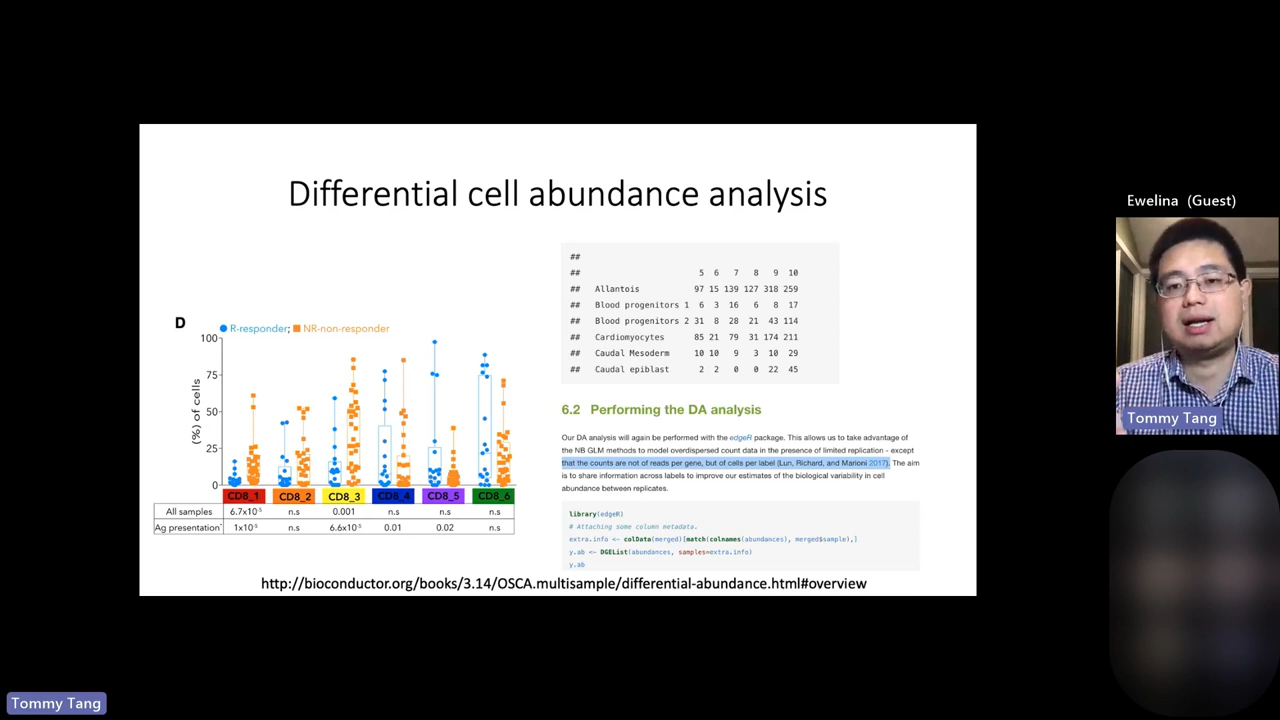 Differential cell abundance analysis
D
R-responder; NR-non-responder
100
75
50
25
0
(%) of cells
CD8_1 CD8_2 CD8_3 CD8_4 CD8_5 CD8_6
All samples 6.7x10-5 n.s 0.001 n.s n.s n.s
Ag presentation* 1x10-5 n.s 6.6x10-5 0.01 0.02 n.s
##
## 5 6 7 8 9 10
## Allantois 97 15 139 127 318 259
## Blood progenitors 1 6 3 16 6 8 17
## Blood progenitors 2 31 8 28 21 43 114
## Cardiomyocytes 85 21 79 31 174 211
## Caudal Mesoderm 10 10 9 3 10 29
## Caudal epiblast 2 2 0 0 22 45
6.2 Performing the DA analysis
Our DA analysis will again be performed with the edgeR package. This allows us to take advantage of
the NB GLM methods to model overdispersed count data in the presence of limited replication - except
that the counts are not of reads per gene, but of cells per label (Lun, Richard, and Marioni 2017). The aim
is to share information across labels to improve our estimates of the biological variability in cell
abundance between replicates.
library(edgeR)
# Attaching some column metadata.
extra.info <- colData(merged)[match(colnames(abundances), merged$sample),]
y.ab <- DGEList(abundances, samples=extra.info)
y.ab
http://bioconductor.org/books/3.14/OSCA.multisample/differential-abundance.html#overview
Ewelina (Guest)
Tommy Tang
Tommy Tang